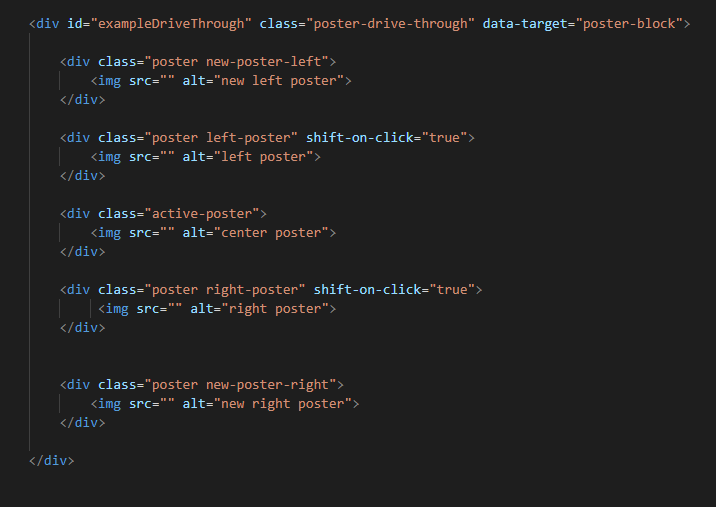 <div id="exampleDriveThrough" class="poster-drive-through" data-target="poster-block">
<div class="poster new-poster-left">
<img src="" alt="new left poster">
</div>
<div class="poster left-poster" shift-on-click="true">
<img src="" alt="left poster">
</div>
<div class="active-poster">
<img src="" alt="center poster">
</div>
<div class="poster right-poster" shift-on-click="true">
<img src="" alt="right poster">
</div>
<div class="poster new-poster-right">
<img src="" alt="new right poster">
</div>
</div>